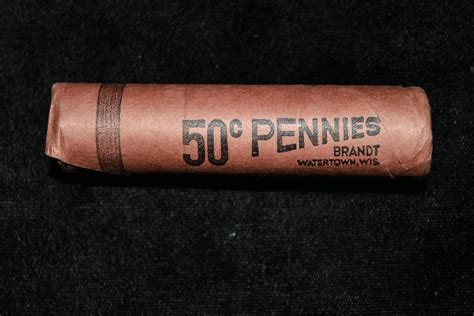 50¢ PENNIES
BRANDT
WATERTOWN, WIS.